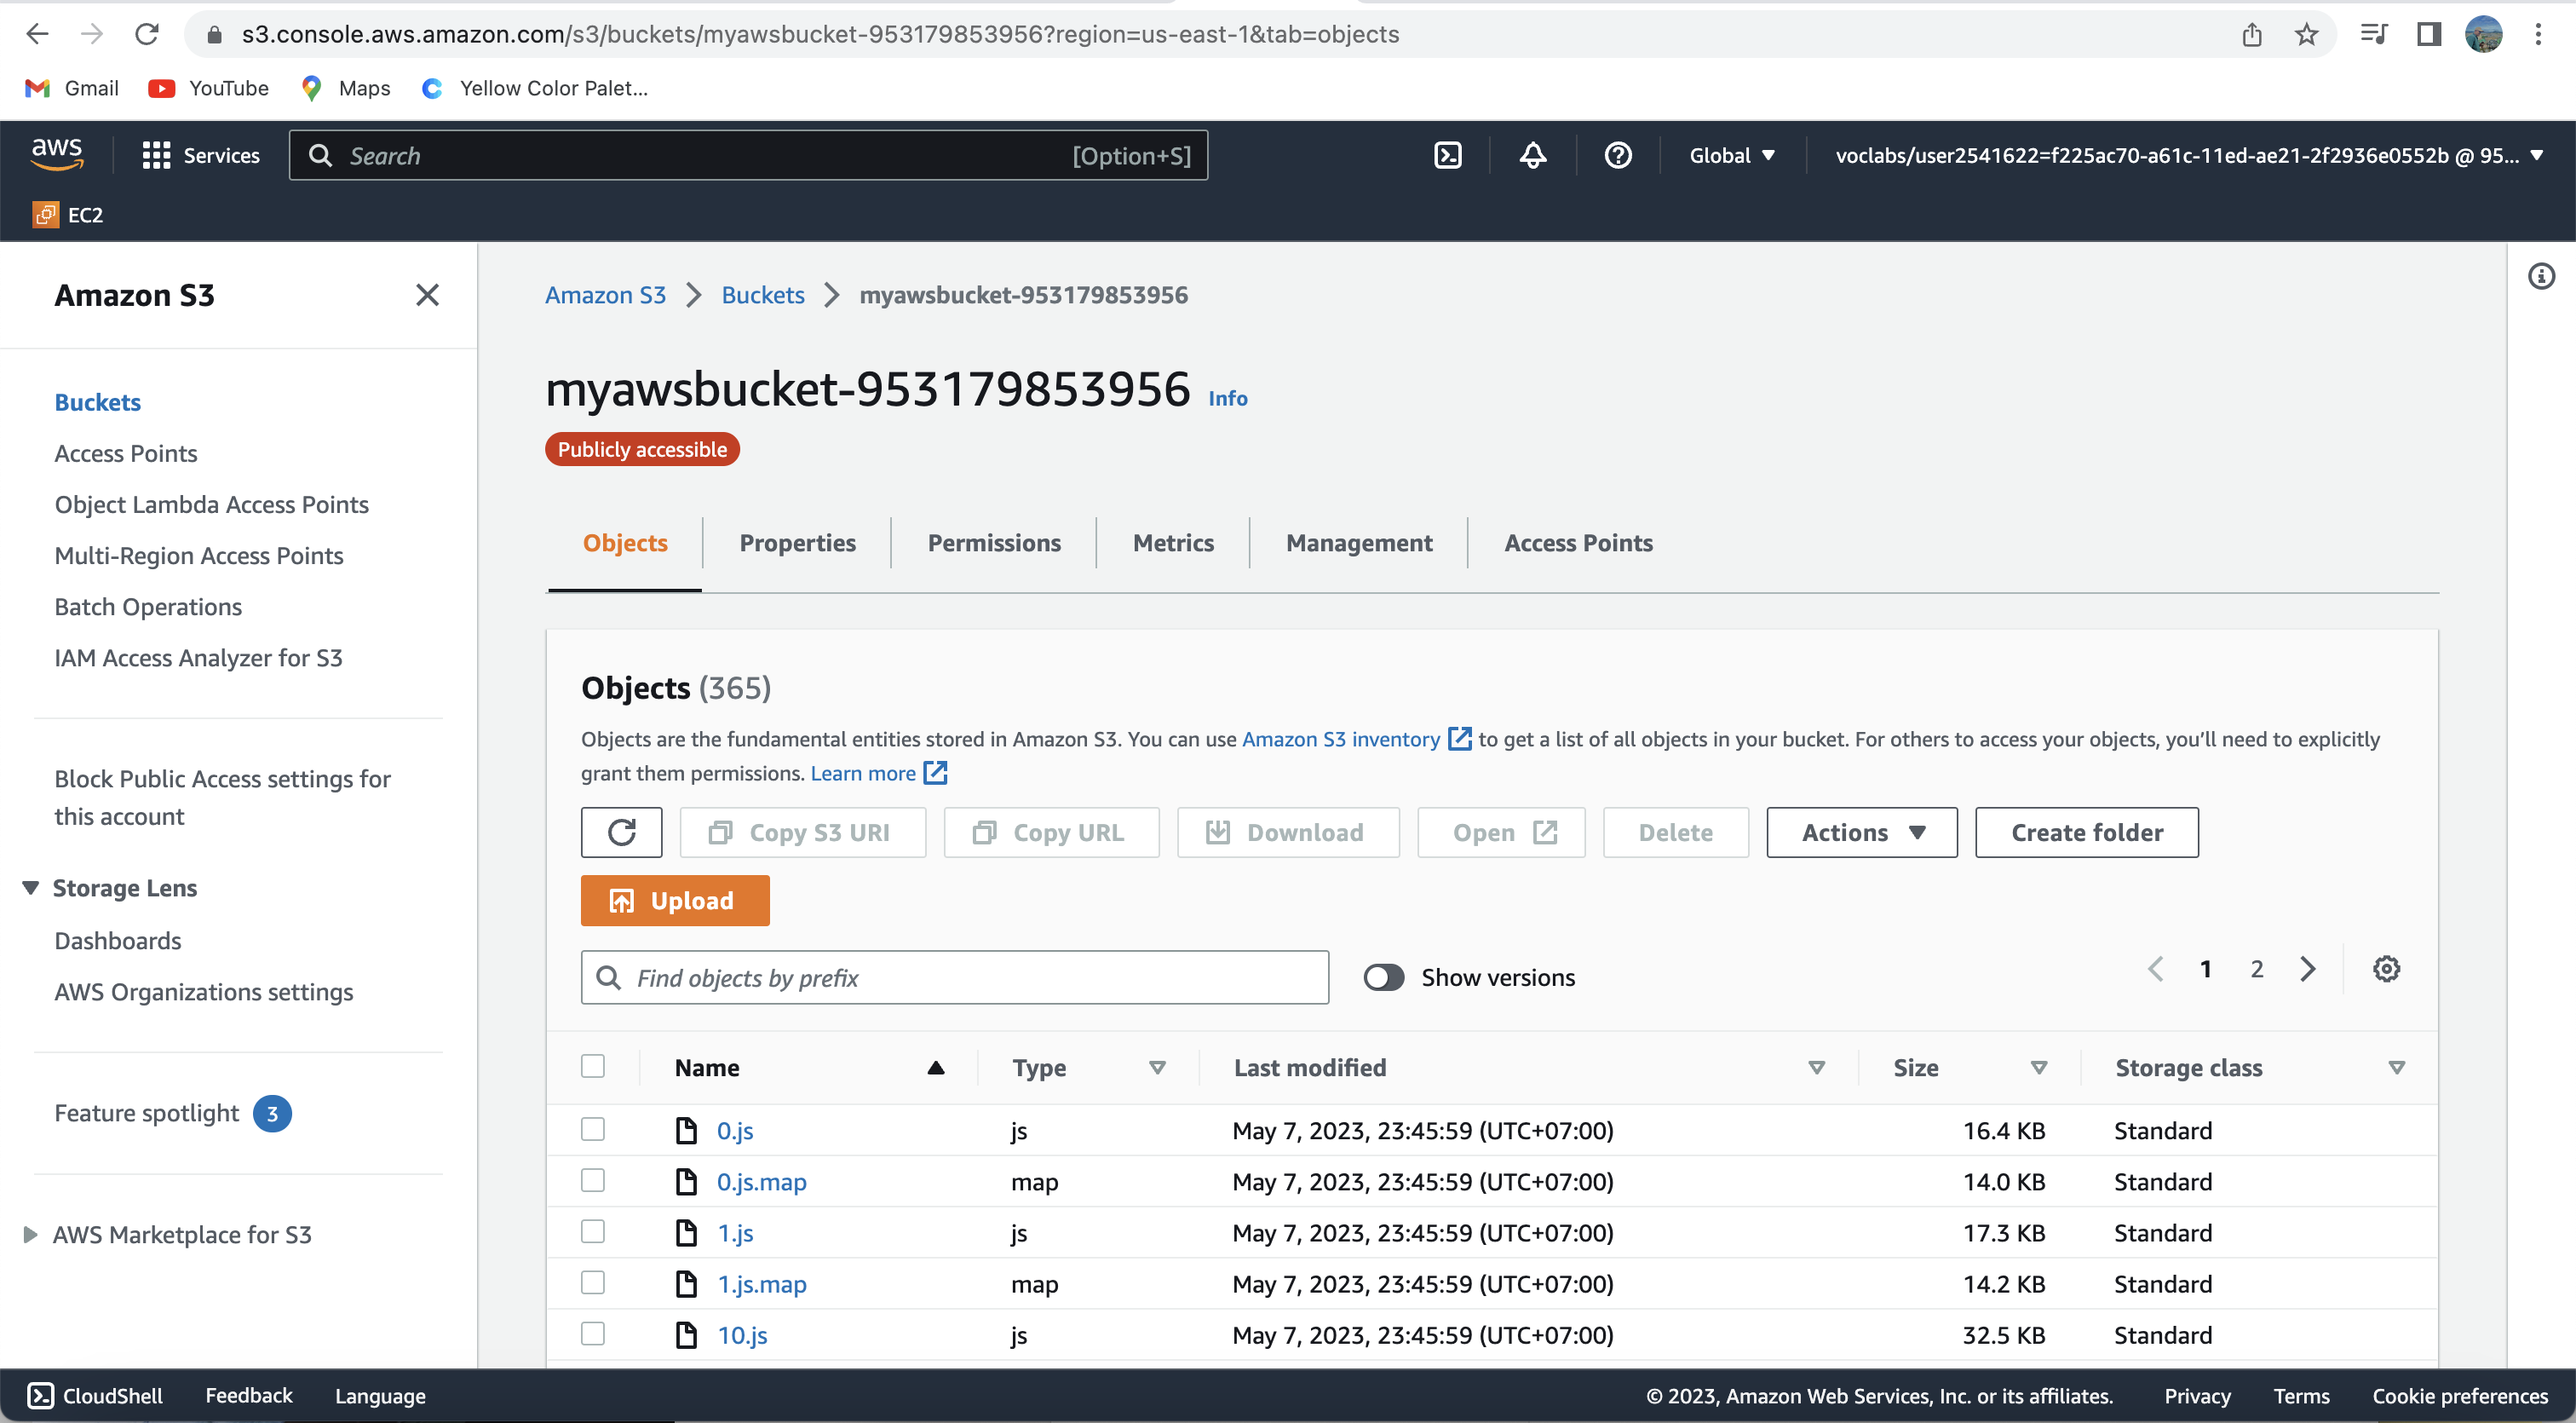 s3.console.aws.amazon.com/s3/buckets/myawsbucket-953179853956?region=us-east-1&tab=objects
Gmail YouTube Maps Yellow Color Palet...
aws Services Search [Option+S] Global voclabs/user2541622=f225ac70-a61c-11ed-ae21-2f2936e0552b @ 95...
EC2
Amazon S3
Buckets
Access Points
Object Lambda Access Points
Multi-Region Access Points
Batch Operations
IAM Access Analyzer for S3
Block Public Access settings for
this account
Storage Lens
Dashboards
AWS Organizations settings
Feature spotlight 3
AWS Marketplace for S3
Amazon S3 Buckets myawsbucket-953179853956
myawsbucket-953179853956 Info
Publicly accessible
Objects Properties Permissions Metrics Management Access Points
Objects (365)
Objects are the fundamental entities stored in Amazon S3. You can use Amazon S3 inventory to get a list of all objects in your bucket. For others to access your objects, you’ll need to explicitly
grant them permissions. Learn more
Copy S3 URI Copy URL Download Open Delete Actions Create folder
Upload
Find objects by prefix Show versions 1 2
Name Type Last modified Size Storage class
0.js js May 7, 2023, 23:45:59 (UTC+07:00) 16.4 KB Standard
0.js.map map May 7, 2023, 23:45:59 (UTC+07:00) 14.0 KB Standard
1.js js May 7, 2023, 23:45:59 (UTC+07:00) 17.3 KB Standard
1.js.map map May 7, 2023, 23:45:59 (UTC+07:00) 14.2 KB Standard
10.js js May 7, 2023, 23:45:59 (UTC+07:00) 32.5 KB Standard
CloudShell Feedback Language © 2023, Amazon Web Services, Inc. or its affiliates. Privacy Terms Cookie preferences